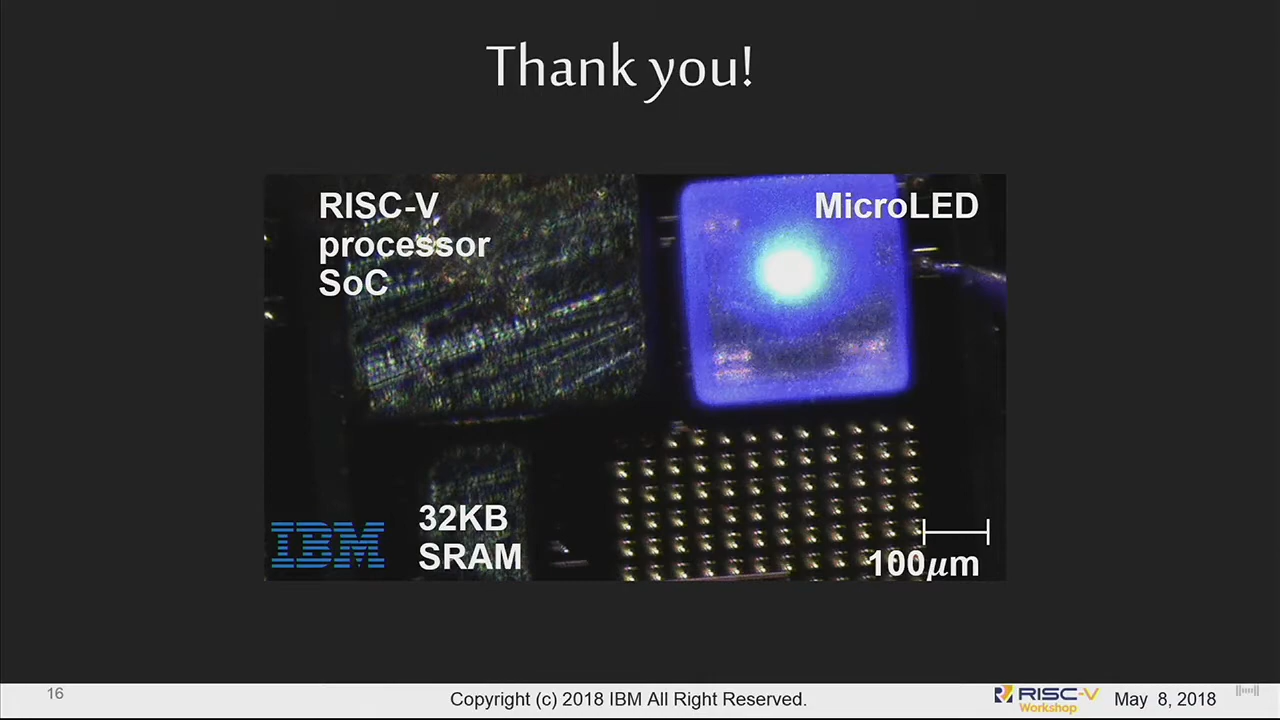 Thank you!
RISC-V
processor
SoC
MicroLED
32KB
SRAM
IBM
100μm
16
Copyright (c) 2018 IBM All Right Reserved.
RISC-V
Workshop
May 8, 2018